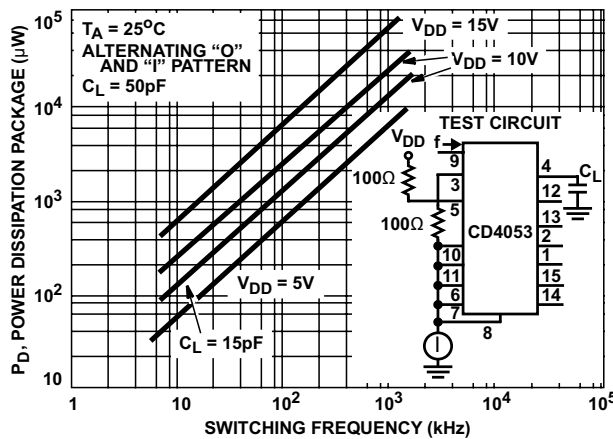 T_A = 25°C
ALTERNATING “O”
AND “I” PATTERN
C_L = 50pF
V_DD = 15V
V_DD = 10V
V_DD = 5V
C_L = 15pF
TEST CIRCUIT
V_DD
f
100Ω
100Ω
CD4053
C_L
9
3
5
10
11
6
7
8
4
12
13
2
1
15
14
I
P_D, POWER DISSIPATION PACKAGE (µW)
10⁵
10⁴
10³
10²
10
1
10
10²
10³
10⁴
10⁵
SWITCHING FREQUENCY (kHz)